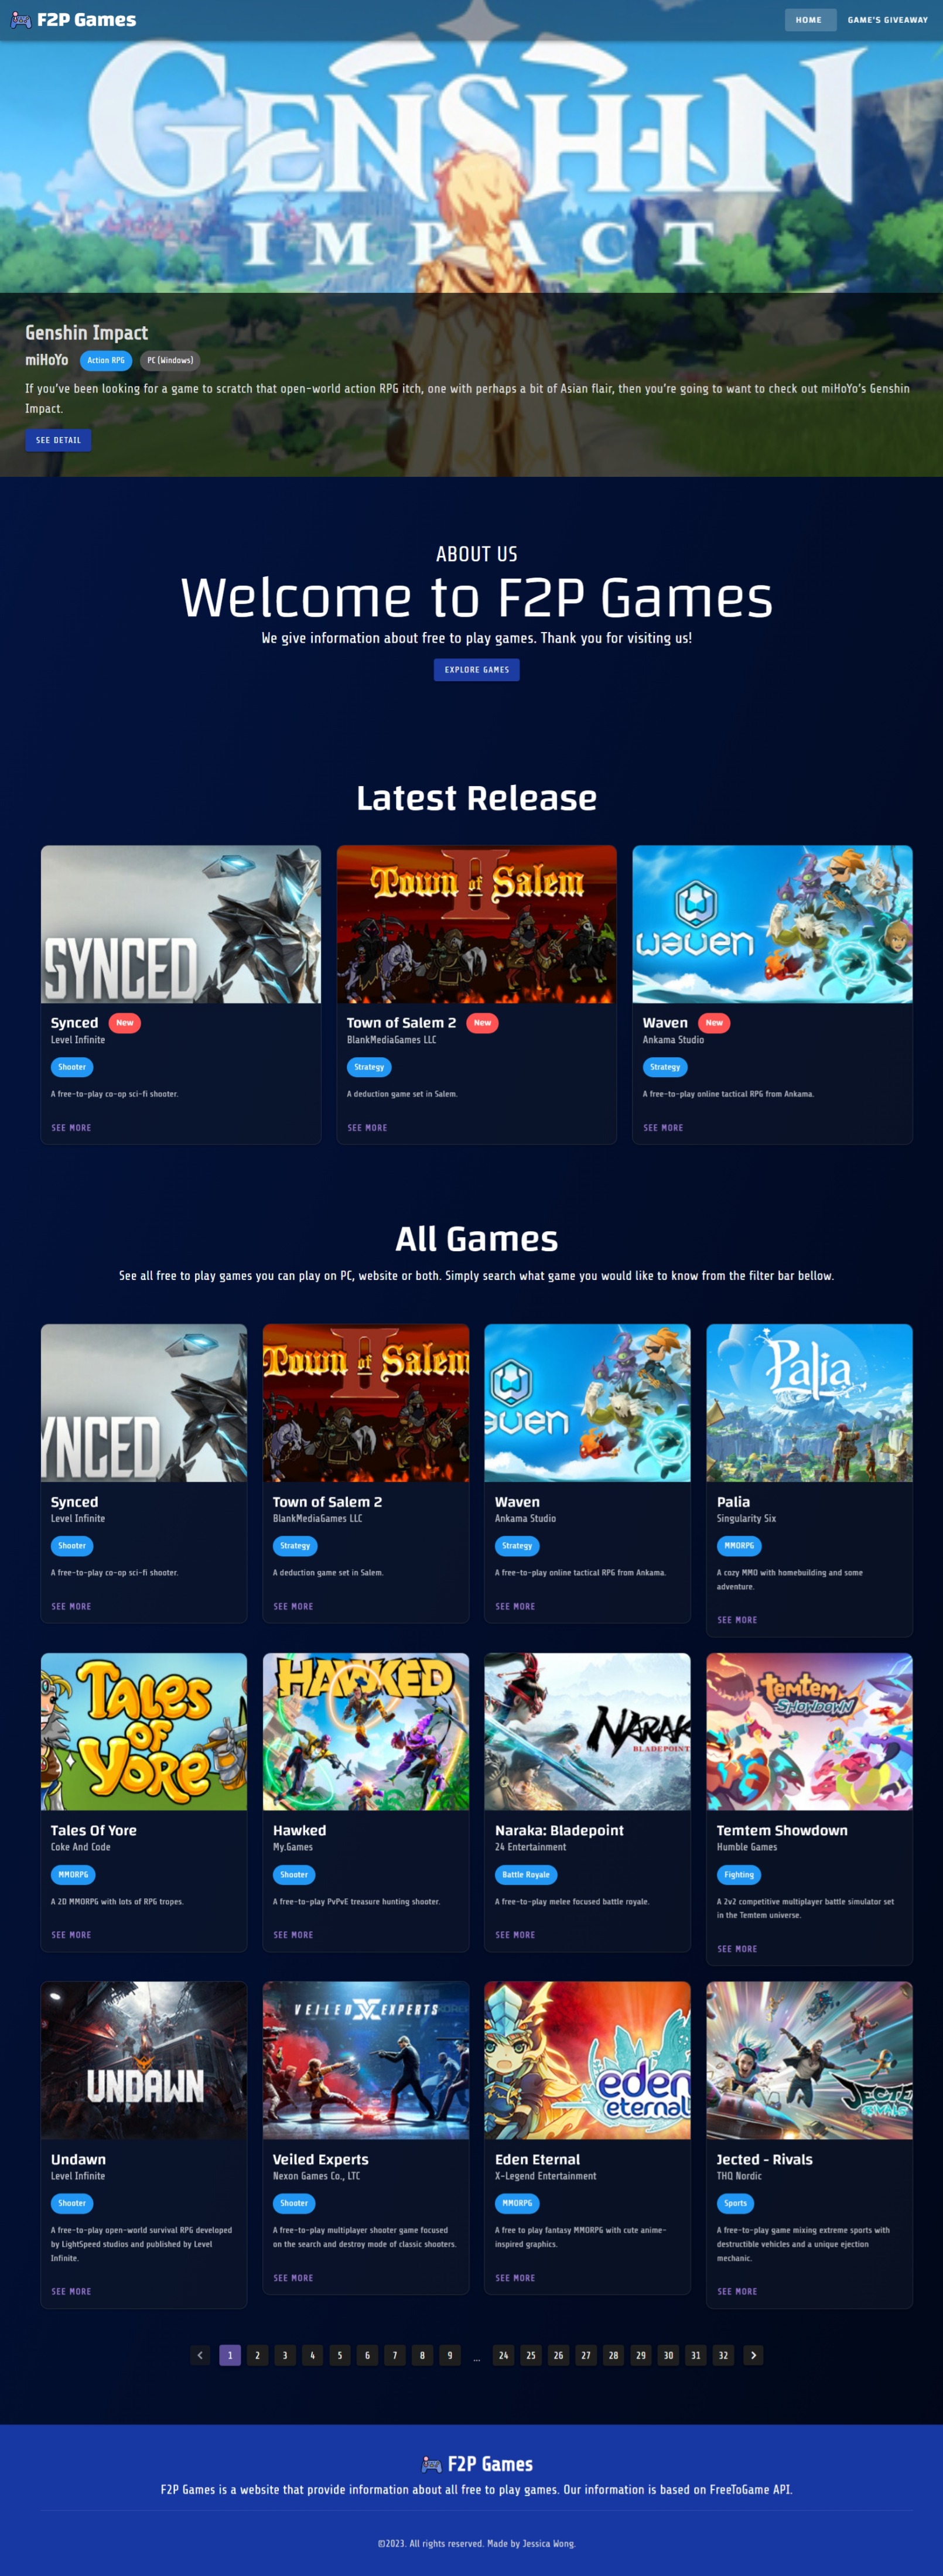 F2P Games
HOME
GAME'S GIVEAWAY
GENSHIN
IMPACT
Genshin Impact
miHoYo
Action RPG
PC (Windows)
If you've been looking for a game to scratch that open-world action RPG itch, one with perhaps a bit of Asian flair, then you're going to want to check out miHoYo's Genshin
Impact.
SEE DETAIL
ABOUT US
Welcome to F2P Games
We give information about free to play games. Thank you for visiting us!
EXPLORE GAMES
Latest Release
SYNCED
Synced New
Level Infinite
Shooter
A free-to-play co-op sci-fi shooter.
SEE MORE
Town of Salem
II
Town of Salem 2 New
BlankMediaGames LLC
Strategy
A deduction game set in Salem.
SEE MORE
waven
Waven New
Ankama Studio
Strategy
A free-to-play online tactical RPG from Ankama.
SEE MORE
All Games
See all free to play games you can play on PC, website or both. Simply search what game you would like to know from the filter bar bellow.
YNCED
Synced
Level Infinite
Shooter
A free-to-play co-op sci-fi shooter.
SEE MORE
Town of Salem
II
Town of Salem 2
BlankMediaGames LLC
Strategy
A deduction game set in Salem.
SEE MORE
aven
Waven
Ankama Studio
Strategy
A free-to-play online tactical RPG from Ankama.
SEE MORE
Palia
Palia
Singularity Six
MMORPG
A cozy MMO with homebuilding and some
adventure.
SEE MORE
TALES
OF
YORE
Tales Of Yore
Coke And Code
MMORPG
A 2D MMORPG with lots of RPG tropes.
SEE MORE
HAWKED
Hawked
My.Games
Shooter
A free-to-play PvPvE treasure hunting shooter.
SEE MORE
NARAK
BLADEPOINT
Naraka: Bladepoint
24 Entertainment
Battle Royale
A free-to-play melee focused battle royale.
SEE MORE
temtem
SHOWDOWN
Temtem Showdown
Humble Games
Fighting
A 2v2 competitive multiplayer battle simulator set
in the Temtem universe.
SEE MORE
UNDAWN
Undawn
Level Infinite
Shooter
A free-to-play open-world survival RPG developed
by LightSpeed studios and published by Level
Infinite.
SEE MORE
VEILED X EXPERTS
Veiled Experts
Nexon Games Co., LTC
Shooter
A free-to-play multiplayer shooter game focused
on the search and destroy mode of classic shooters.
SEE MORE
eden
eternal
Eden Eternal
X-Legend Entertainment
MMORPG
A free to play fantasy MMORPG with cute anime-
inspired graphics.
SEE MORE
JECTE
RIVALS
Jected - Rivals
THQ Nordic
Sports
A free-to-play game mixing extreme sports with
destructible vehicles and a unique ejection
mechanic.
SEE MORE
1 2 3 4 5 6 7 8 9 ... 24 25 26 27 28 29 30 31 32
F2P Games
F2P Games is a website that provide information about all free to play games. Our information is based on FreeToGame API.
©2023. All rights reserved. Made by Jessica Wong.